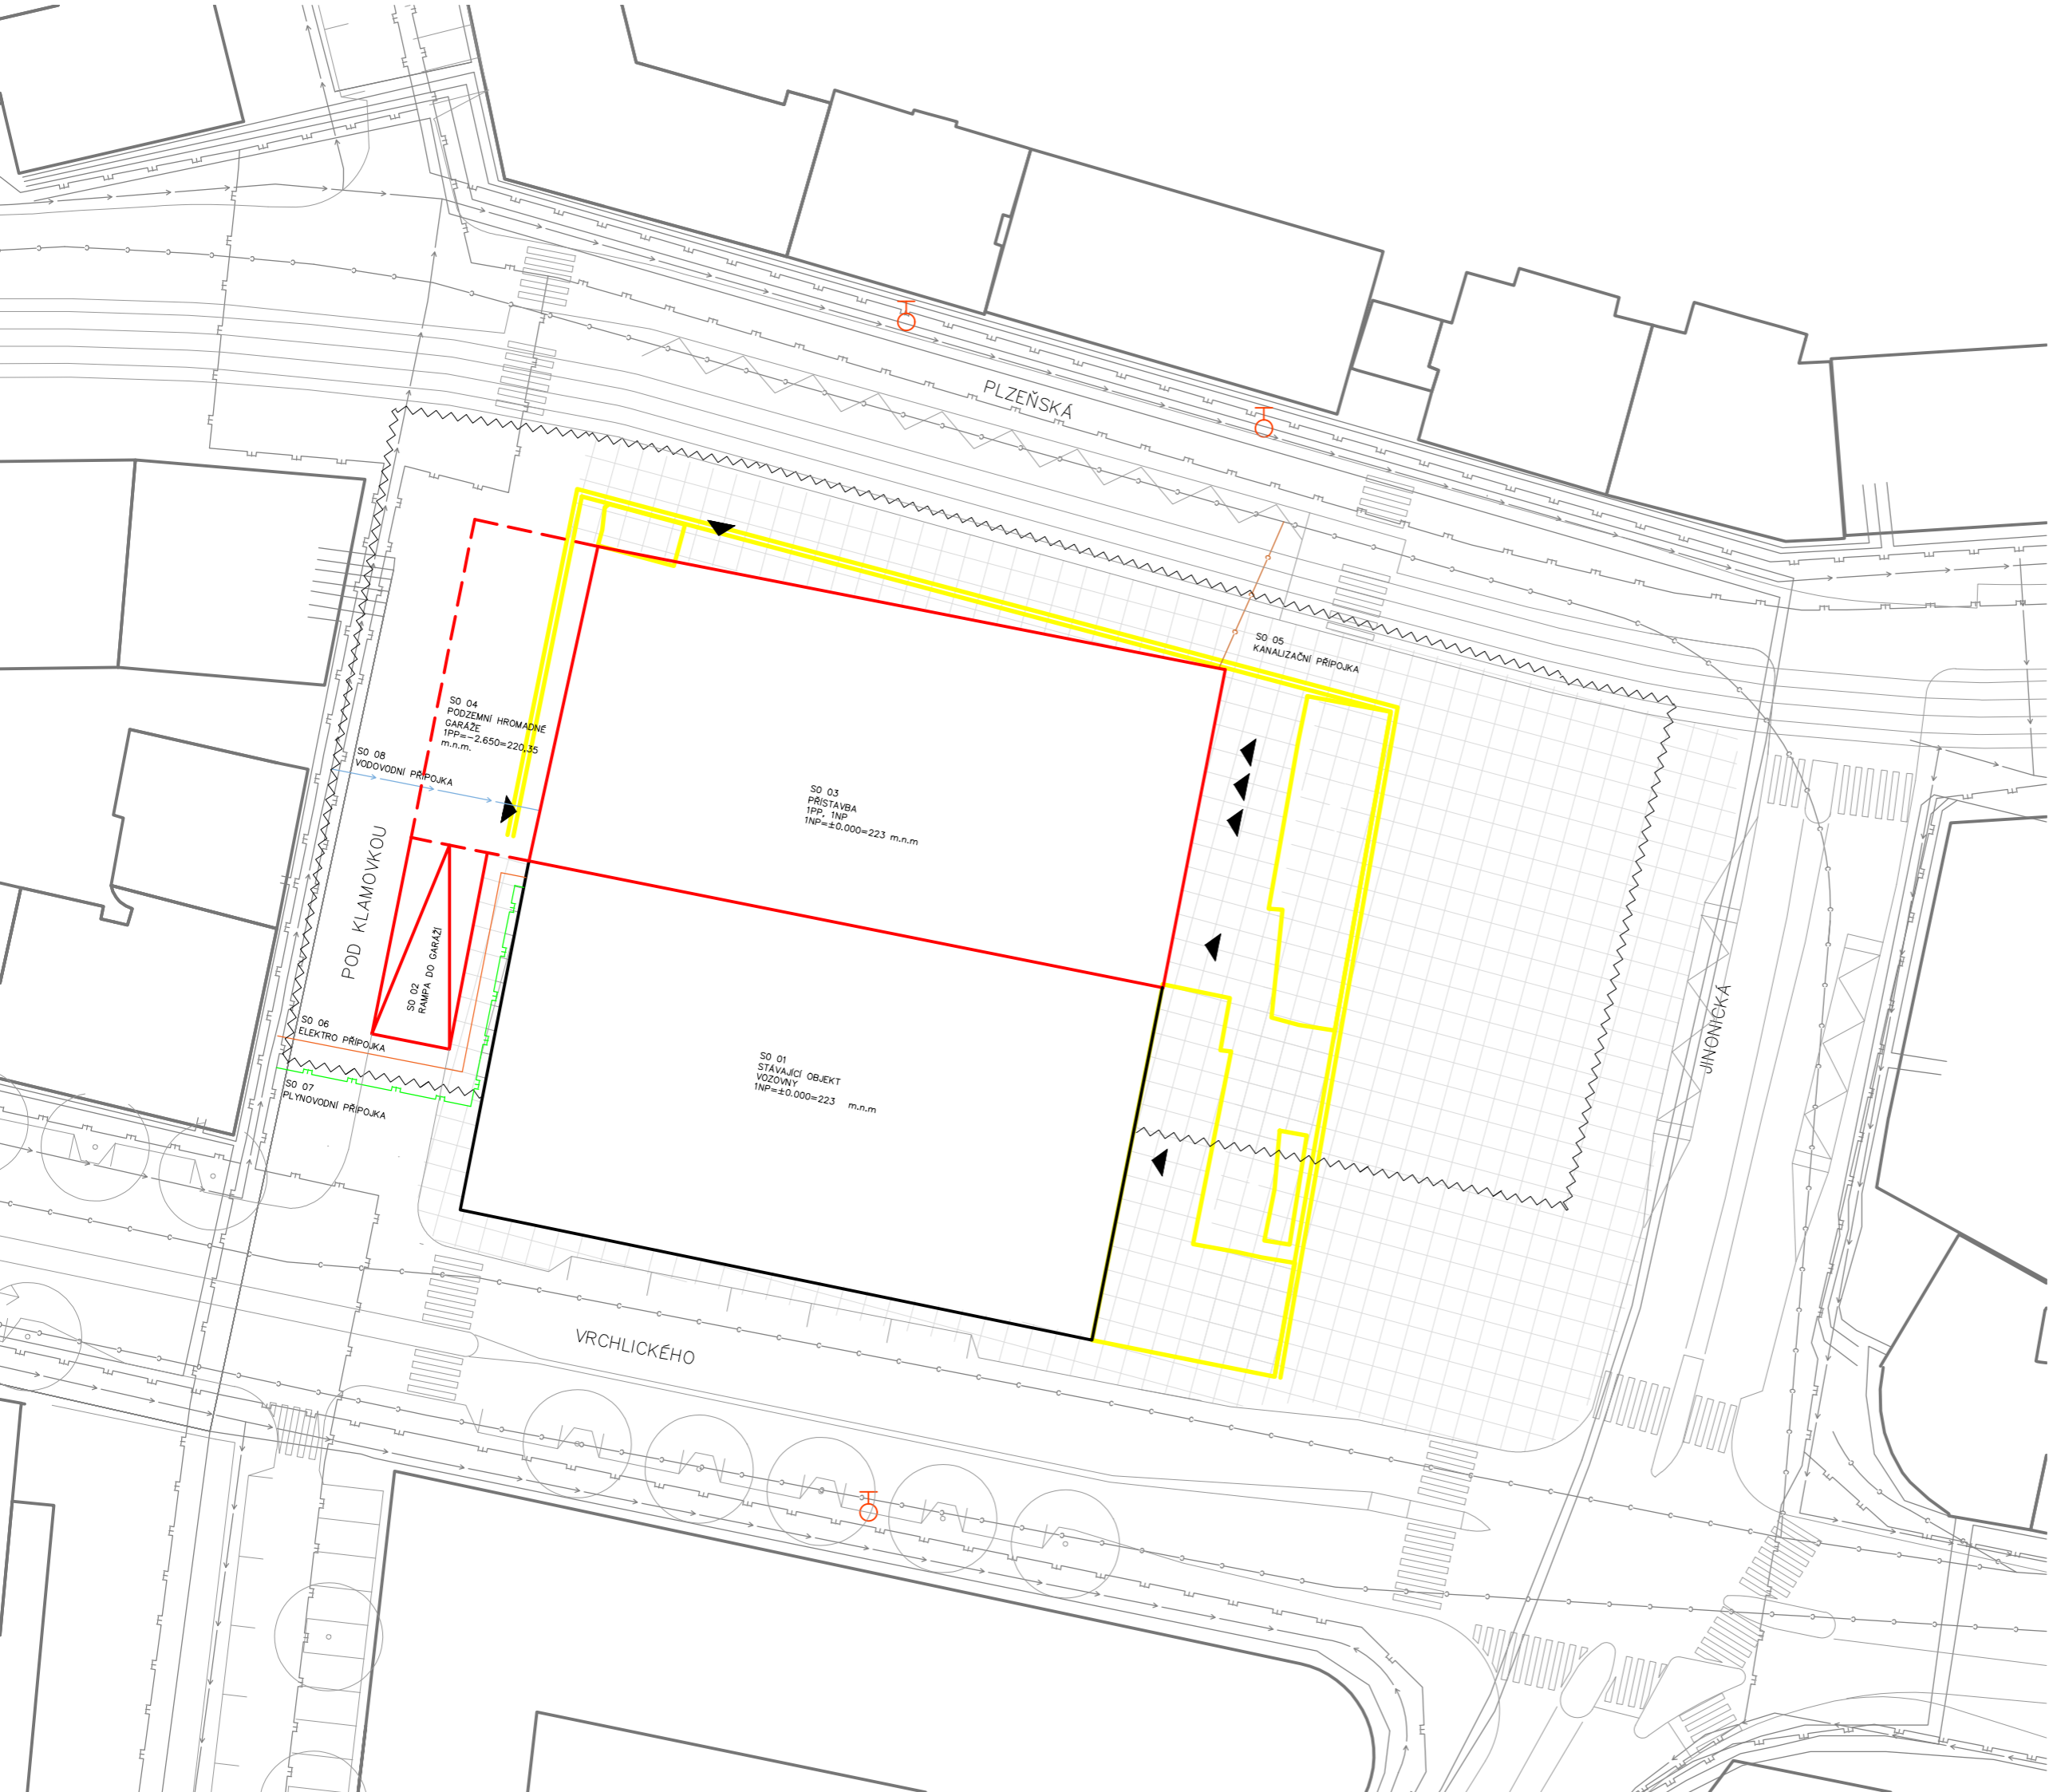 PLZEŇSKÁ
SO 05
KANALIZAČNÍ PŘÍPOJKA
SO 04
PODZEMNÍ HROMADNÉ
GARÁŽE
1PP=-2.650=220,35
m.n.m.
SO 08
VODOVODNÍ PŘÍPOJKA
SO 03
PŘÍSTAVBA
1PP, 1NP
1NP=±0.000=223 m.n.m
POD KLAMOVKOU
SO 02
RAMPA DO GARÁŽÍ
JINONICKÁ
SO 06
ELEKTRO PŘÍPOJKA
SO 01
STÁVAJÍCÍ OBJEKT
VOZOVNY
1NP=±0.000=223 m.n.m
SO 07
PLYNOVODNÍ PŘÍPOJKA
VRCHLICKÉHO